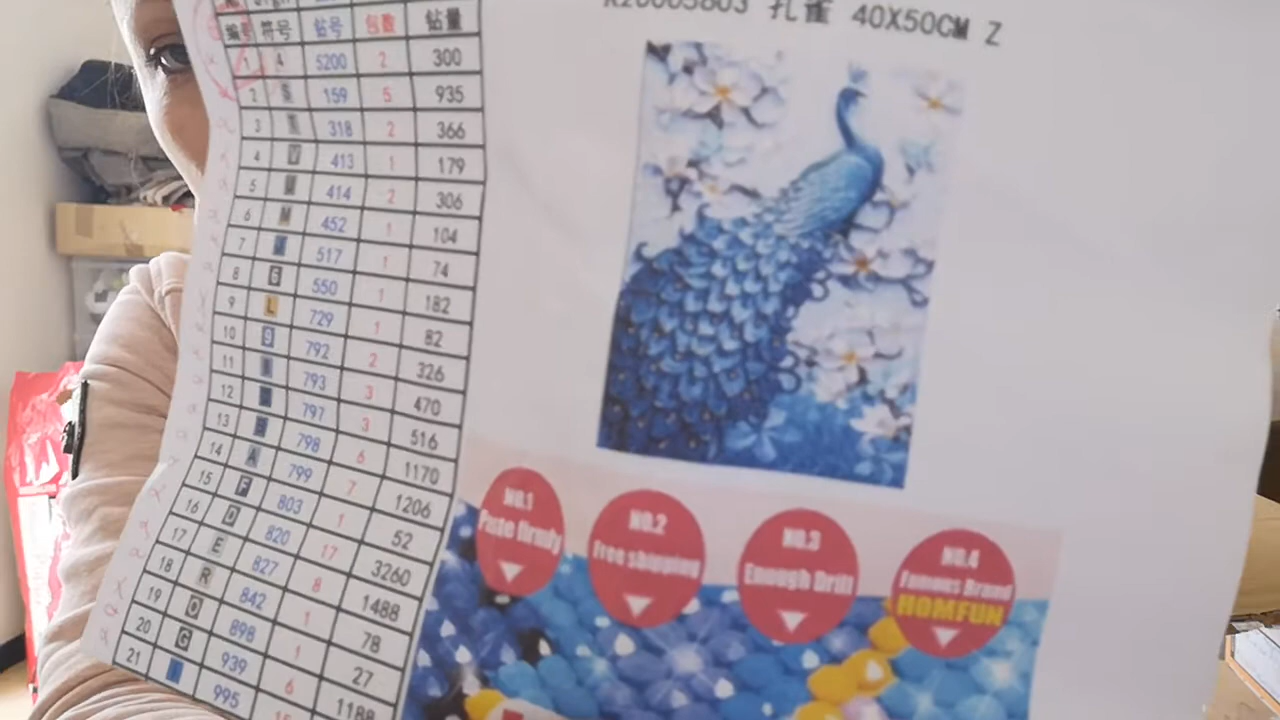 孔雀 40X50CM Z
编号 符号 钻号 包数 钻量
1 4 5200 2 300
2 S 159 5 935
3 318 2 366
4 V 413 1 179
5 U 414 2 306
6 M 452 1 104
7 517 1 74
8 6 550 1 182
9 L 729 1 82
10 9 792 2 326
11 793 3 470
12 797 3 516
13 798 6 1170
14 A 799 7 1206
15 F 803 1 52
16 D 820 17 3260
17 E 827 8 1488
18 R 842 1 78
19 898 1 27
20 G 939 6 1188
21 995
NO.1
Paste firmly
NO.2
Free shipping
NO.3
Enough Drill
NO.4
Famous Brand
HOMFUN